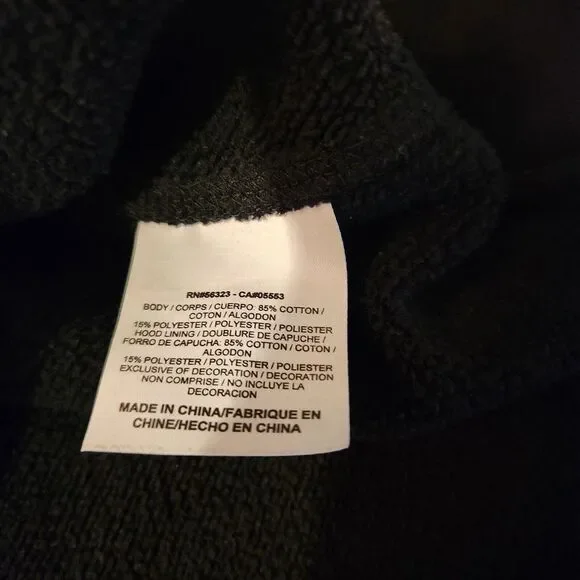 RN#56323 - CA#05553
BODY / CORPS / CUERPO: 85% COTTON /
COTON / ALGODON
15% POLYESTER / POLYESTER / POLIESTER
HOOD LINING / DOUBLURE DE CAPUCHE /
FORRO DE CAPUCHA: 85% COTTON / COTON /
ALGODON
15% POLYESTER / POLYESTER / POLIESTER
EXCLUSIVE OF DECORATION / DECORATION
NON COMPRISE / NO INCLUYE LA
DECORACION
MADE IN CHINA/FABRIQUE EN
CHINE/HECHO EN CHINA